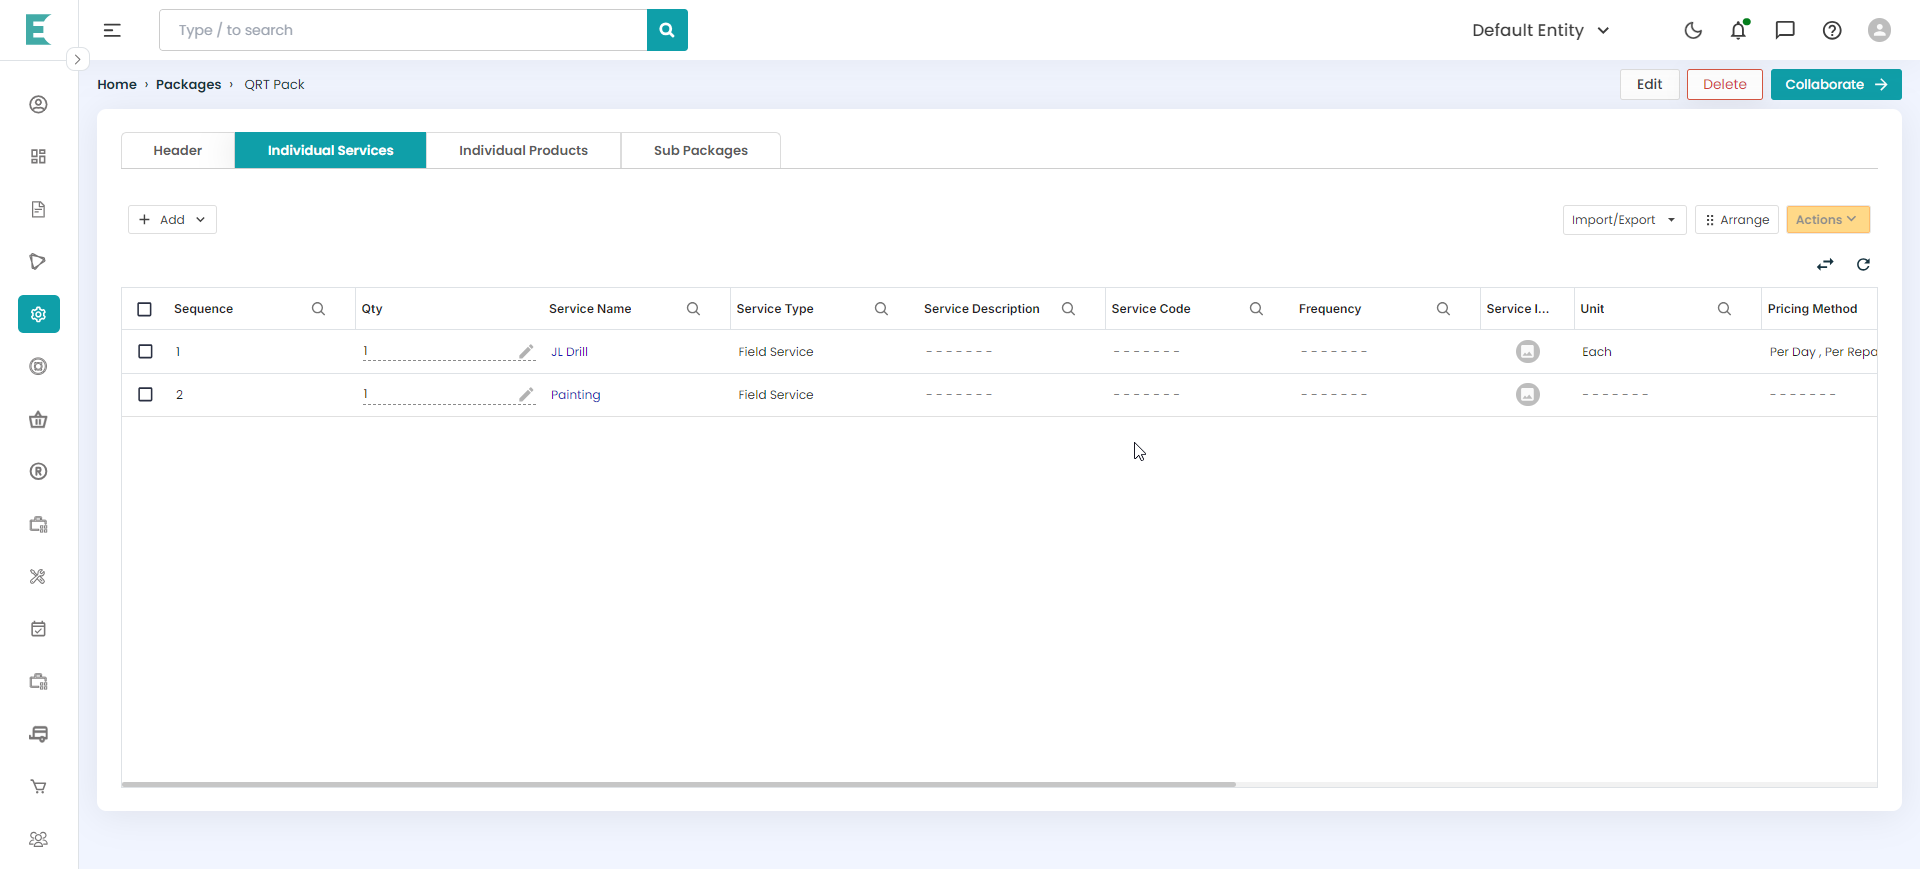 Type / to search
Default Entity
Home › Packages › QRT Pack
Edit
Delete
Collaborate
Header
Individual Services
Individual Products
Sub Packages
Add
Import/Export
Arrange
Actions
Sequence Qty Service Name Service Type Service Description Service Code Frequency Service I... Unit Pricing Method
1 1 JL Drill Field Service ------- ------- ------- Each Per Day , Per Repa
2 1 Painting Field Service ------- ------- ------- ------- -------